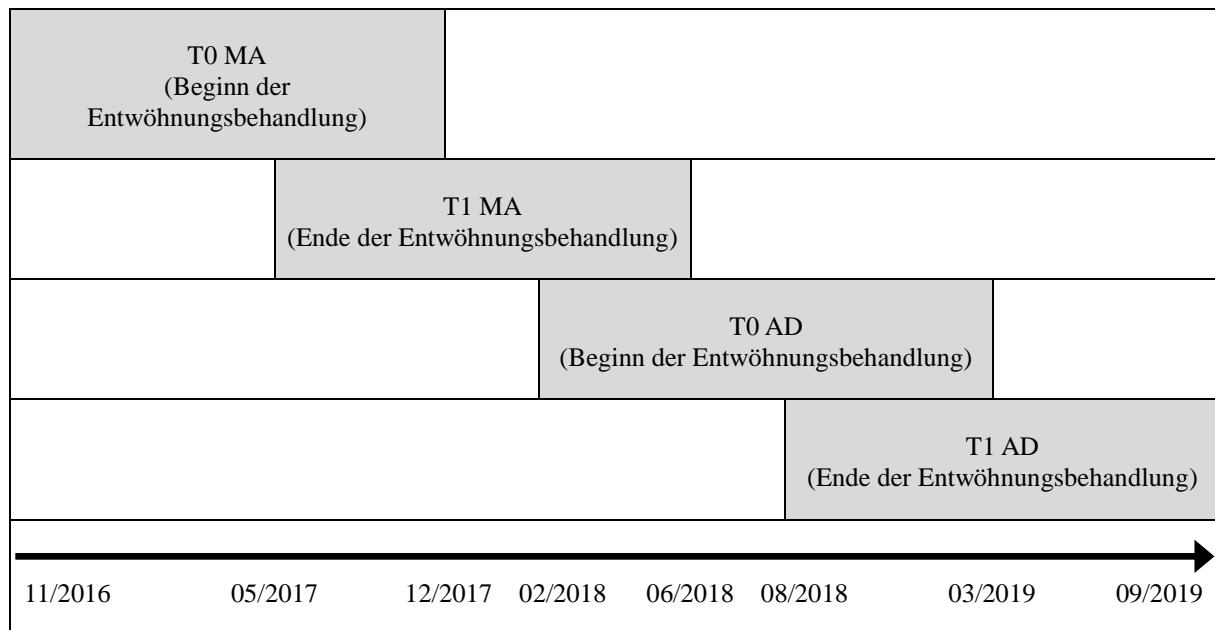 T0 MA
(Beginn der
Entwöhnungsbehandlung)
T1 MA
(Ende der Entwöhnungsbehandlung)
T0 AD
(Beginn der Entwöhnungsbehandlung)
T1 AD
(Ende der Entwöhnungsbehandlung)
11/2016 05/2017 12/2017 02/2018 06/2018 08/2018 03/2019 09/2019